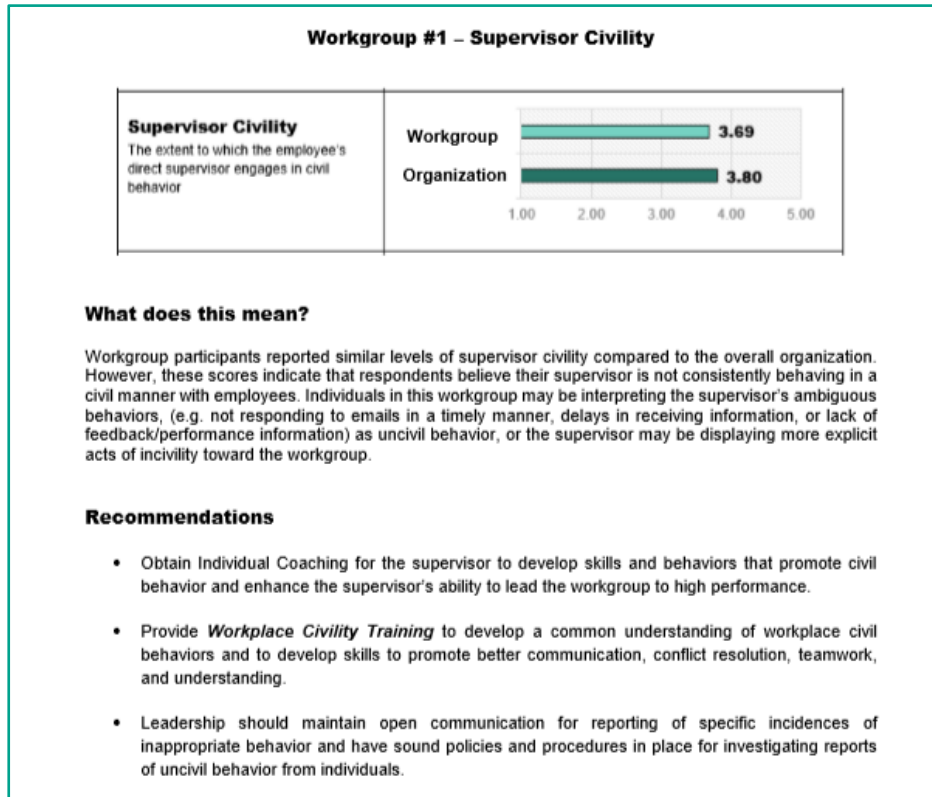 Workgroup #1 – Supervisor Civility
Supervisor Civility
The extent to which the employee's
direct supervisor engages in civil
behavior
Workgroup
3.69
Organization
3.80
1.00 2.00 3.00 4.00 5.00
What does this mean?
Workgroup participants reported similar levels of supervisor civility compared to the overall organization.
However, these scores indicate that respondents believe their supervisor is not consistently behaving in a
civil manner with employees. Individuals in this workgroup may be interpreting the supervisor's ambiguous
behaviors, (e.g. not responding to emails in a timely manner, delays in receiving information, or lack of
feedback/performance information) as uncivil behavior, or the supervisor may be displaying more explicit
acts of incivility toward the workgroup.
Recommendations
• Obtain Individual Coaching for the supervisor to develop skills and behaviors that promote civil
behavior and enhance the supervisor's ability to lead the workgroup to high performance.
• Provide Workplace Civility Training to develop a common understanding of workplace civil
behaviors and to develop skills to promote better communication, conflict resolution, teamwork,
and understanding.
• Leadership should maintain open communication for reporting of specific incidences of
inappropriate behavior and have sound policies and procedures in place for investigating reports
of uncivil behavior from individuals.